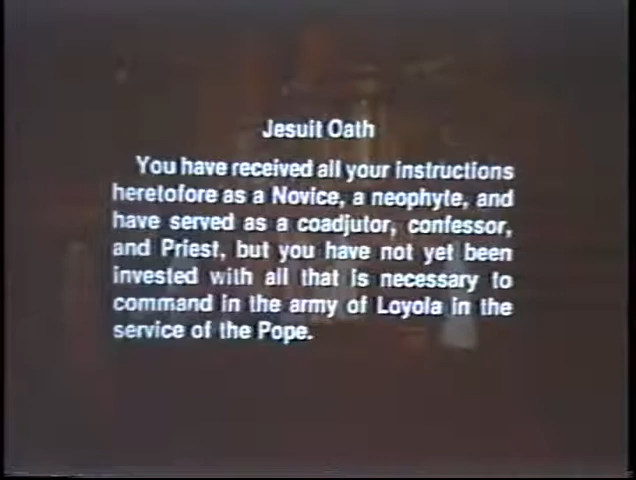 Jesuit Oath
You have received all your instructions
heretofore as a Novice, a neophyte, and
have served as a coadjutor, confessor,
and Priest, but you have not yet been
invested with all that is necessary to
command in the army of Loyola in the
service of the Pope.